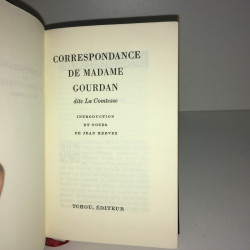 CORRESPONDANCE
DE MADAME
GOURDAN
dite La Comtesse
INTRODUCTION
ET NOTES
DE JEAN HERVEZ
TCHOU, ÉDITEUR